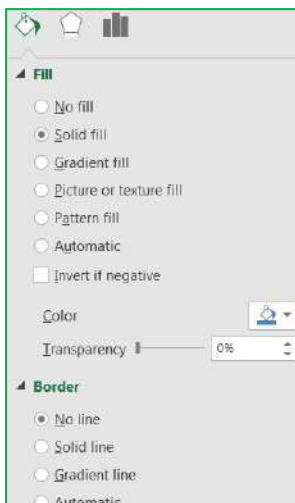 Fill
No fill
Solid fill
Gradient fill
Picture or texture fill
Pattern fill
Automatic
Invert if negative
Color
Transparency 0%
Border
No line
Solid line
Gradient line
Automatic